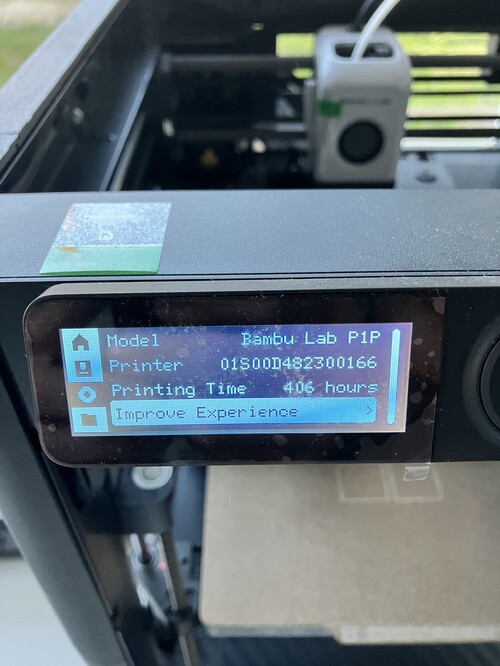 Model Bambu Lab P1P
Printer 01S00D482300166
Printing Time 406 hours
Improve Experience >